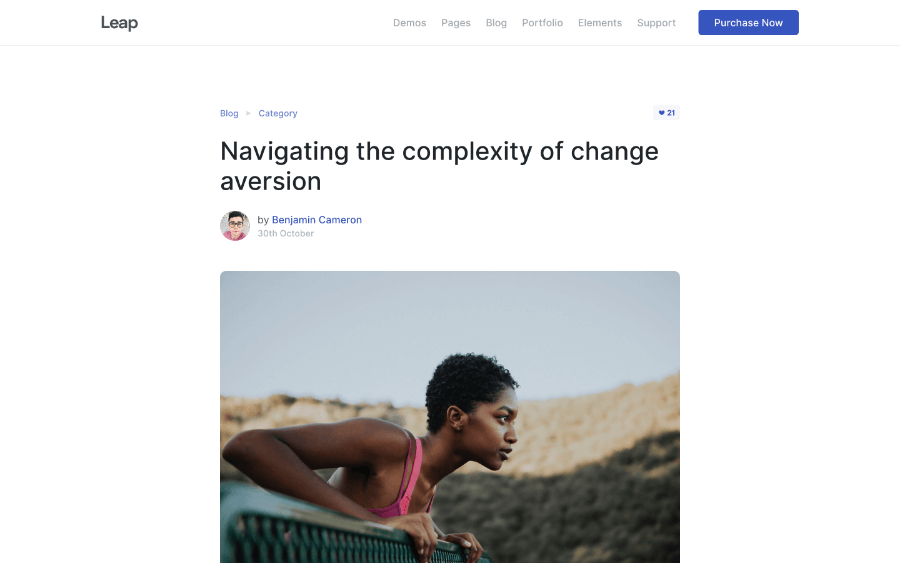 Leap
Demos Pages Blog Portfolio Elements Support Purchase Now
Blog Category
21
Navigating the complexity of change
aversion
by Benjamin Cameron
30th October